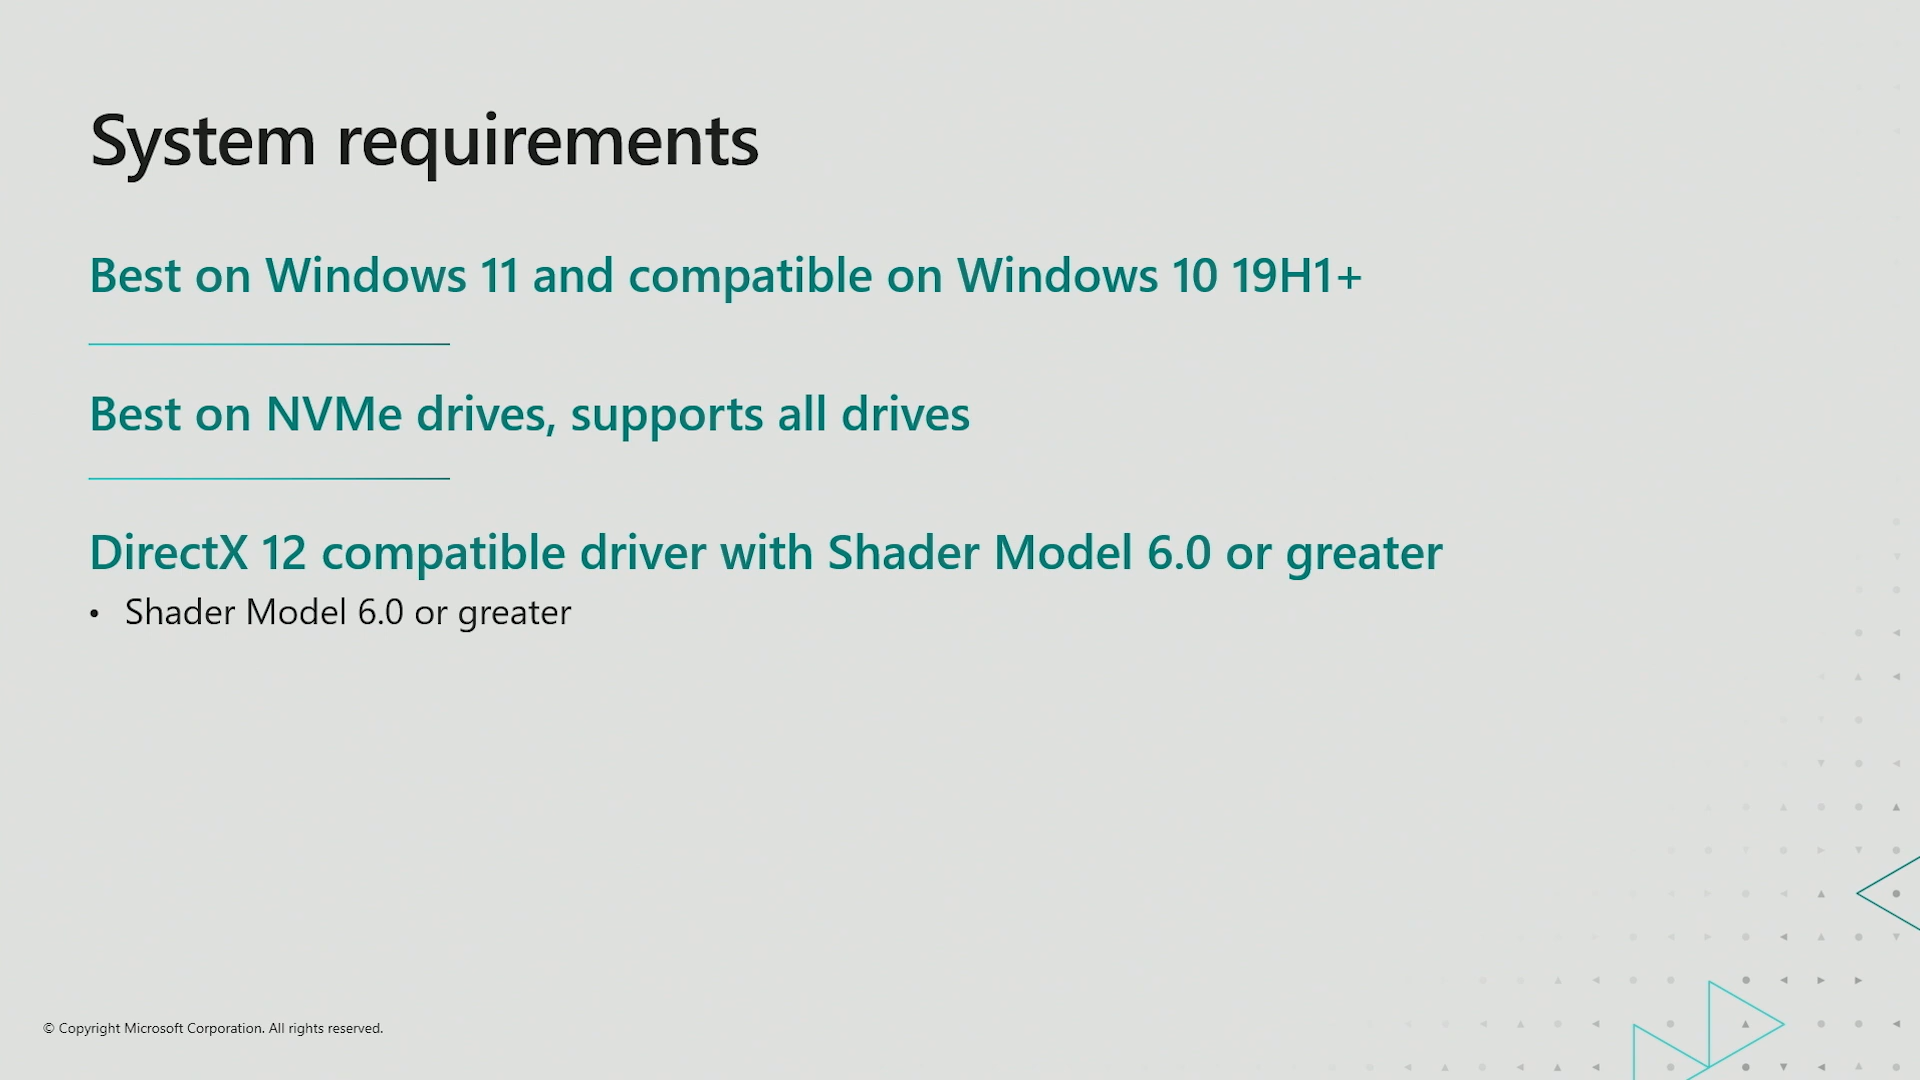 System requirements
Best on Windows 11 and compatible on Windows 10 19H1+
Best on NVMe drives, supports all drives
DirectX 12 compatible driver with Shader Model 6.0 or greater
• Shader Model 6.0 or greater
© Copyright Microsoft Corporation. All rights reserved.